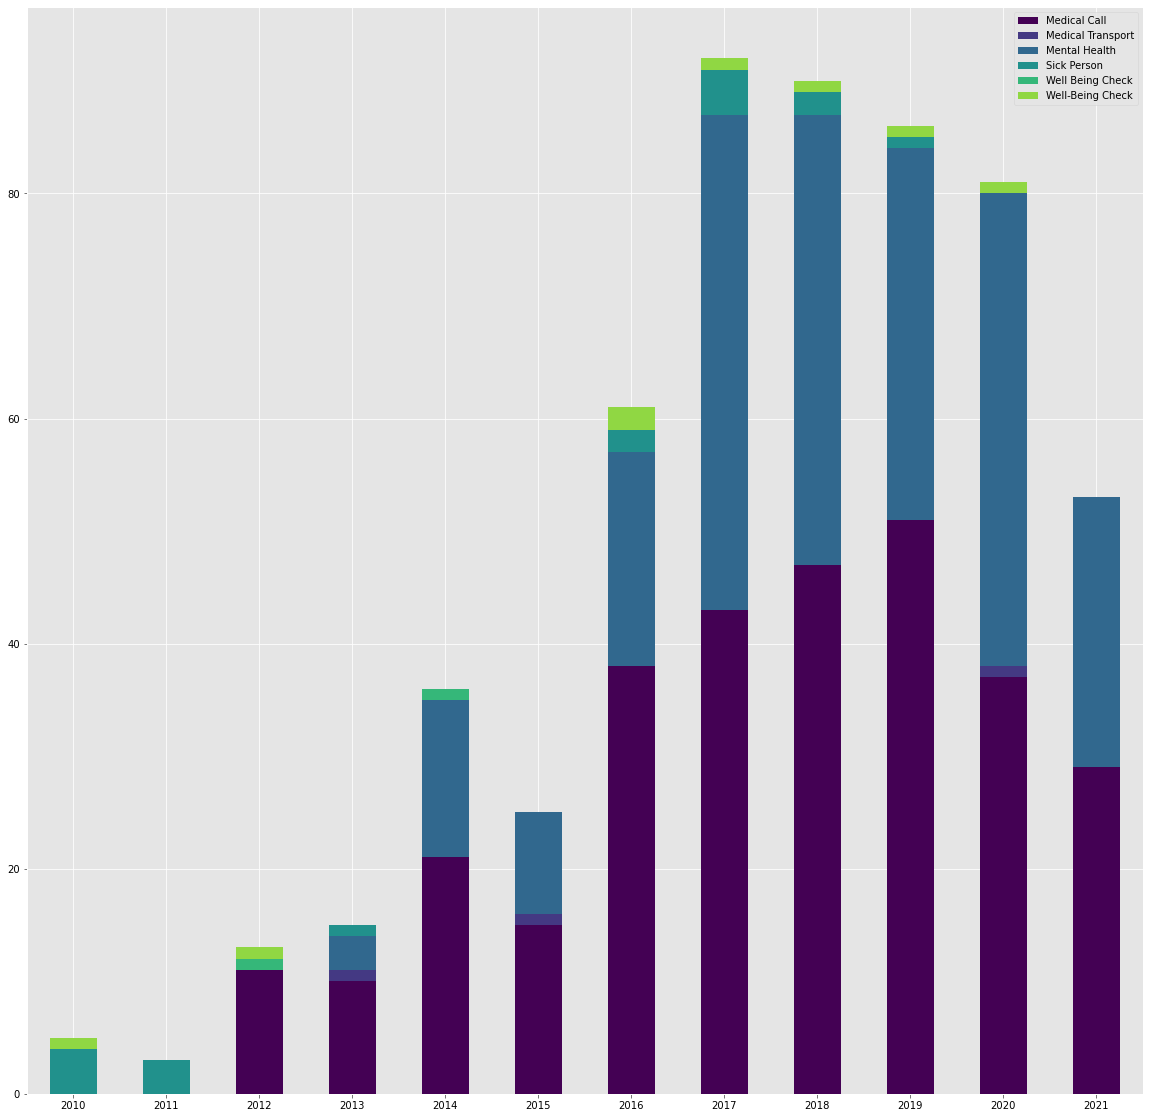 Medical Call
Medical Transport
Mental Health
Sick Person
Well Being Check
Well-Being Check
80
60
40
20
0
2010 2011 2012 2013 2014 2015 2016 2017 2018 2019 2020 2021